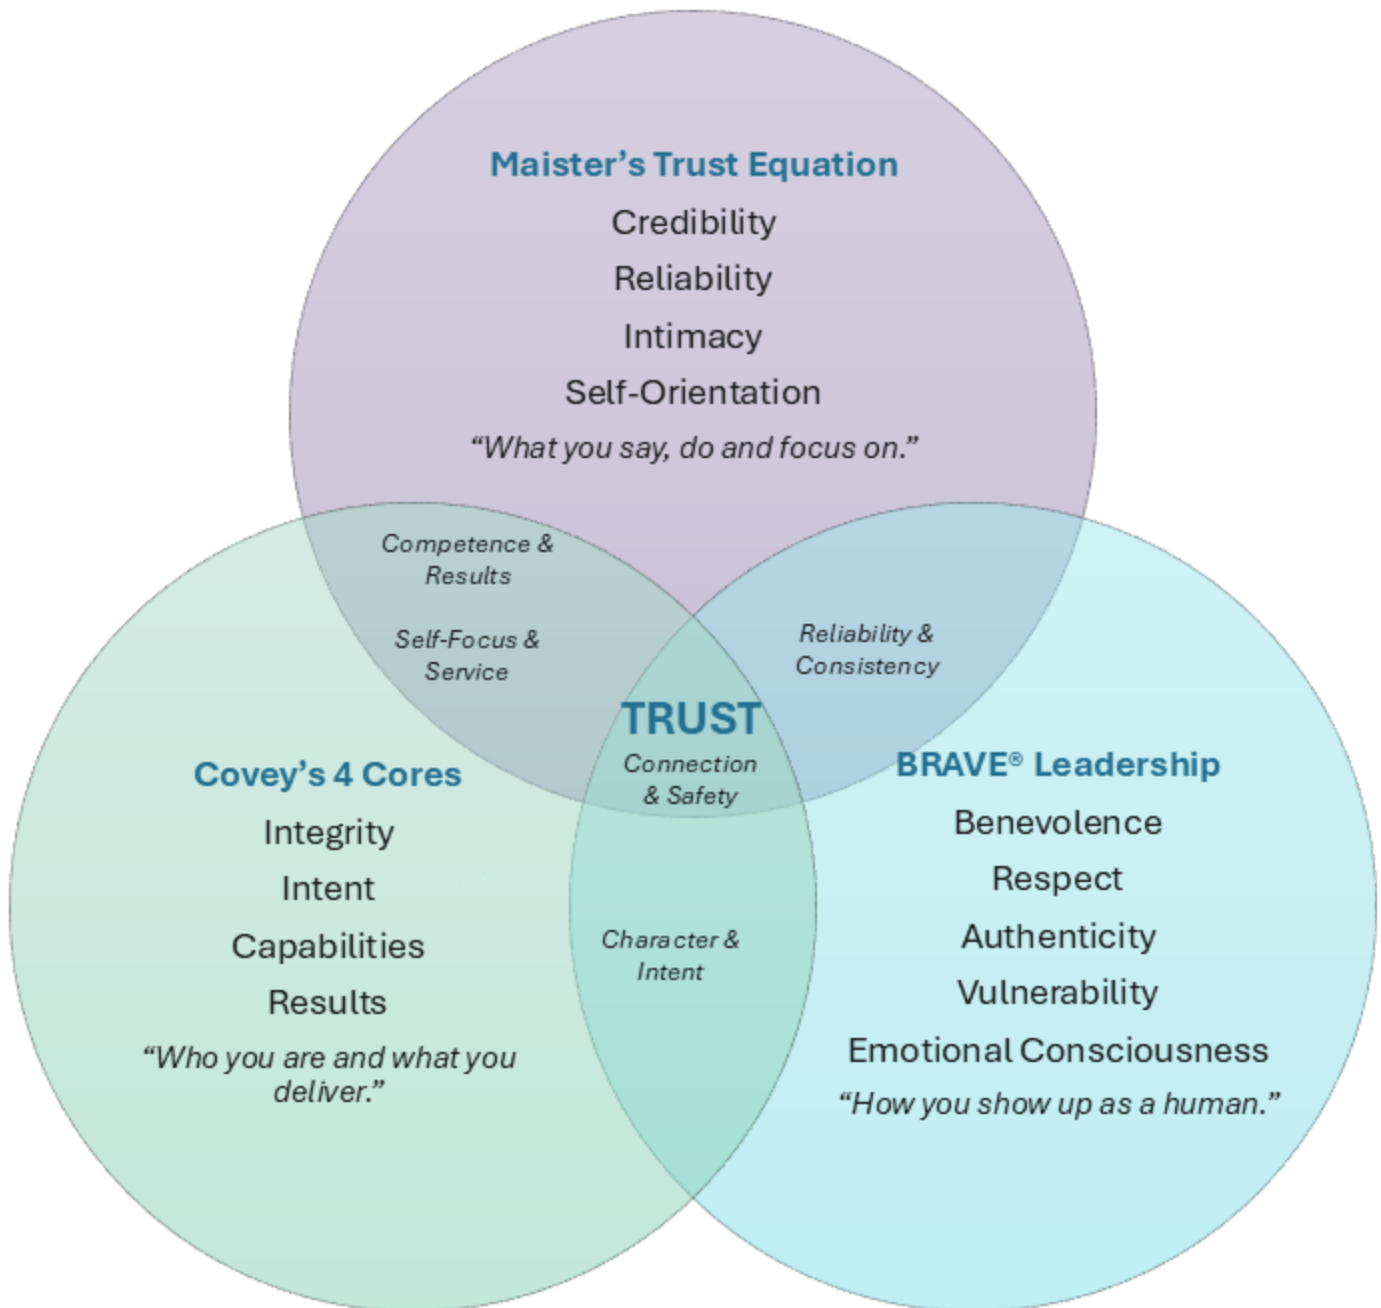 Maister’s Trust Equation
Credibility
Reliability
Intimacy
Self-Orientation
“What you say, do and focus on.”
Competence &
Results
Self-Focus &
Service
Reliability &
Consistency
TRUST
Connection
& Safety
Character &
Intent
Covey’s 4 Cores
Integrity
Intent
Capabilities
Results
“Who you are and what you
deliver.”
BRAVE® Leadership
Benevolence
Respect
Authenticity
Vulnerability
Emotional Consciousness
“How you show up as a human.”